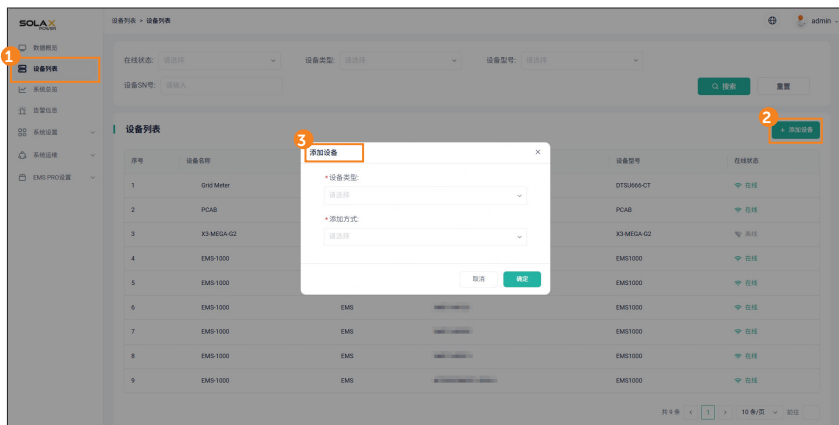 SOLAX
POWER
设备列表 > 设备列表
admin
数据概览
1
设备列表
系统总览
告警信息
系统设置
系统运维
EMS PRO设置
在线状态: 请选择
设备类型: 请选择
设备型号: 请选择
设备SN号: 请输入
搜索
重置
设备列表
2
+ 添加设备
3
添加设备
×
*设备类型:
请选择
*添加方式:
请选择
取消
确定
序号 设备名称 设备型号 在线状态
1 Grid Meter DTSU666-CT 在线
2 PCAB PCAB 在线
3 X3-MEGA-G2 X3-MEGA-G2 离线
4 EMS-1000 EMS1000 在线
5 EMS-1000 EMS1000 在线
6 EMS-1000 EMS EMS1000 在线
7 EMS-1000 EMS EMS1000 在线
8 EMS-1000 EMS EMS1000 在线
9 EMS-1000 EMS EMS1000 在线
共 9 条 < 1 > 10 条/页 前往